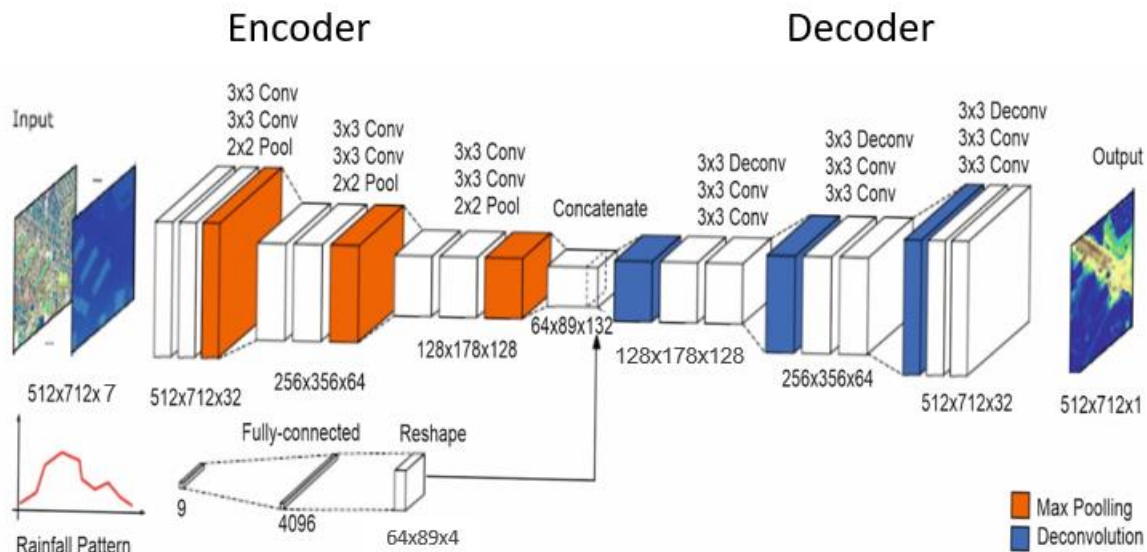 Encoder
Decoder
Input
3x3 Conv
3x3 Conv
2x2 Pool
3x3 Conv
3x3 Conv
2x2 Pool
3x3 Conv
3x3 Conv
2x2 Pool
Concatenate
3x3 Deconv
3x3 Conv
3x3 Conv
3x3 Deconv
3x3 Conv
3x3 Conv
3x3 Deconv
3x3 Conv
3x3 Conv
Output
...
...
512x712x 7
512x712x32
256x356x64
128x178x128
64x89x132
128x178x128
256x356x64
512x712x32
512x712x1
Rainfall Pattern
9
Fully-connected
4096
Reshape
64x89x4
Max Poolling
Deconvolution